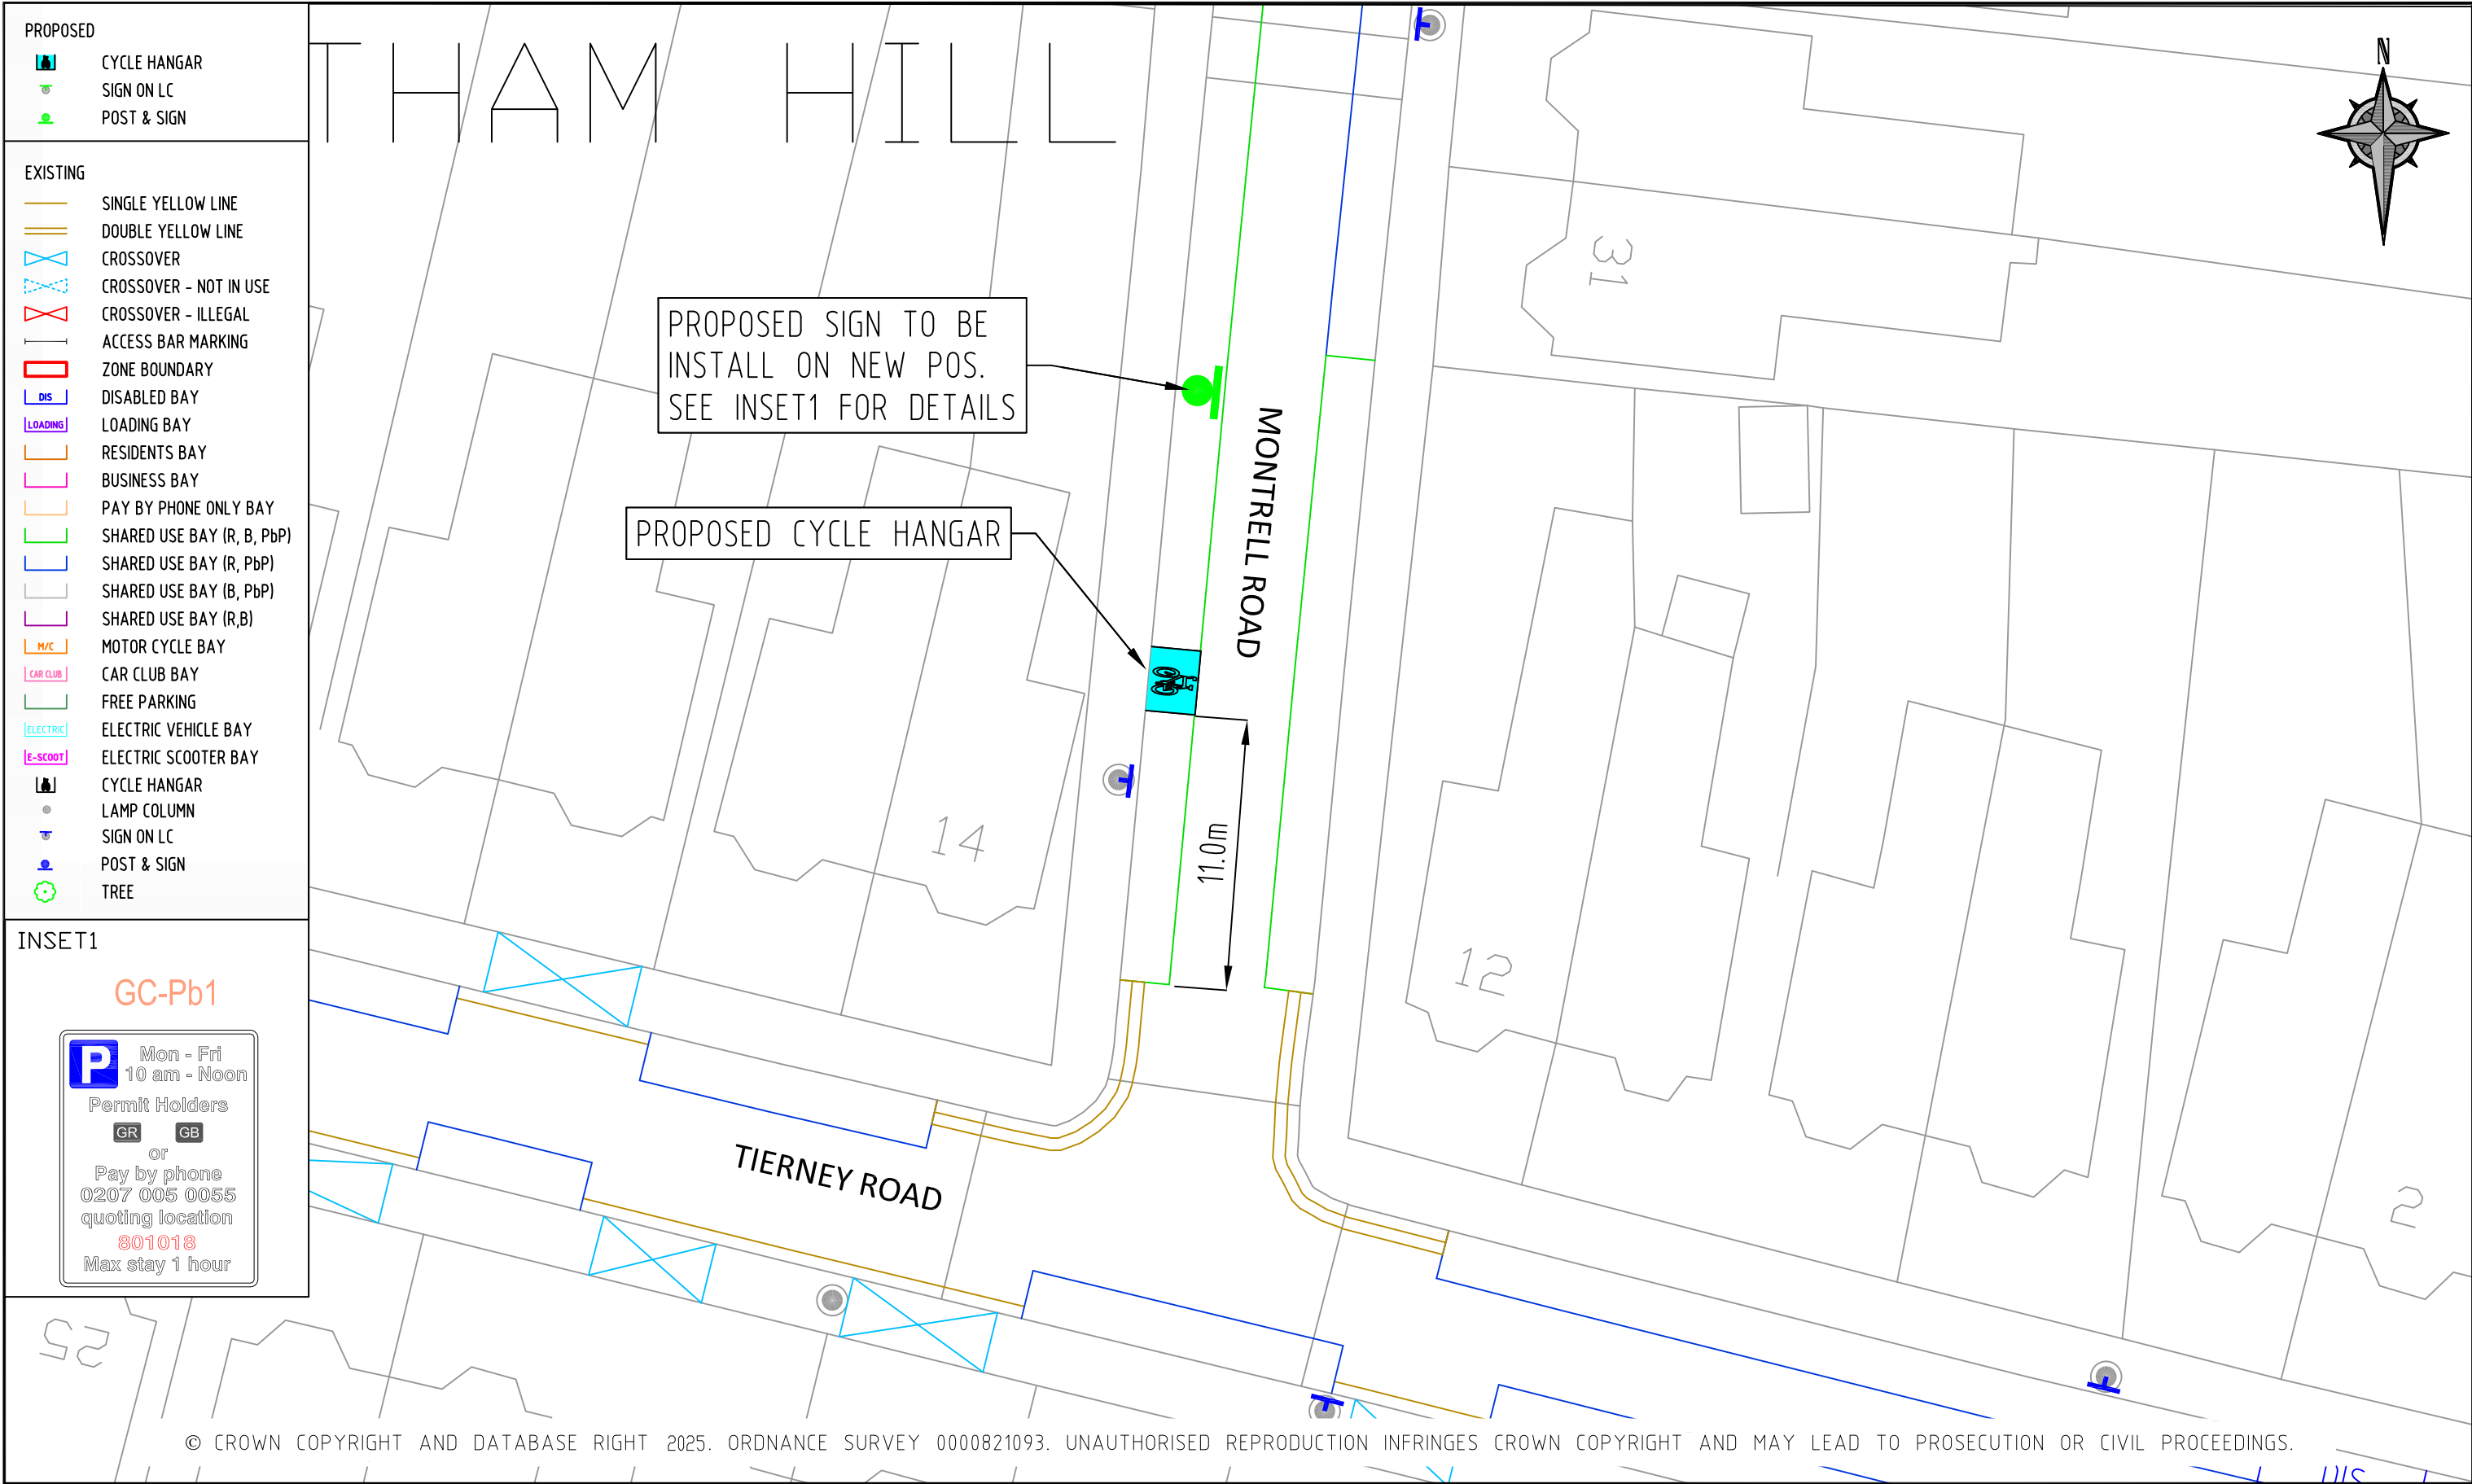 PROPOSED
CYCLE HANGAR
SIGN ON LC
POST & SIGN
EXISTING
SINGLE YELLOW LINE
DOUBLE YELLOW LINE
CROSSOVER
CROSSOVER - NOT IN USE
CROSSOVER - ILLEGAL
ACCESS BAR MARKING
ZONE BOUNDARY
DIS DISABLED BAY
LOADING LOADING BAY
RESIDENTS BAY
BUSINESS BAY
PAY BY PHONE ONLY BAY
SHARED USE BAY (R, B, PbP)
SHARED USE BAY (R, PbP)
SHARED USE BAY (B, PbP)
SHARED USE BAY (R,B)
M/C MOTOR CYCLE BAY
CAR CLUB CAR CLUB BAY
FREE PARKING
ELECTRIC ELECTRIC VEHICLE BAY
E-SCOOT ELECTRIC SCOOTER BAY
CYCLE HANGAR
LAMP COLUMN
SIGN ON LC
POST & SIGN
TREE
INSET1
GC-Pb1
P Mon - Fri
10 am - Noon
Permit Holders
GR GB
or
Pay by phone
0207 005 0055
quoting location
801018
Max stay 1 hour
THAM HILL
N
PROPOSED SIGN TO BE
INSTALL ON NEW POS.
SEE INSET1 FOR DETAILS
PROPOSED CYCLE HANGAR
MONTRELL ROAD
31
14
11.0m
12
2
TIERNEY ROAD
25
DIS
© CROWN COPYRIGHT AND DATABASE RIGHT 2025. ORDNANCE SURVEY 0000821093. UNAUTHORISED REPRODUCTION INFRINGES CROWN COPYRIGHT AND MAY LEAD TO PROSECUTION OR CIVIL PROCEEDINGS.